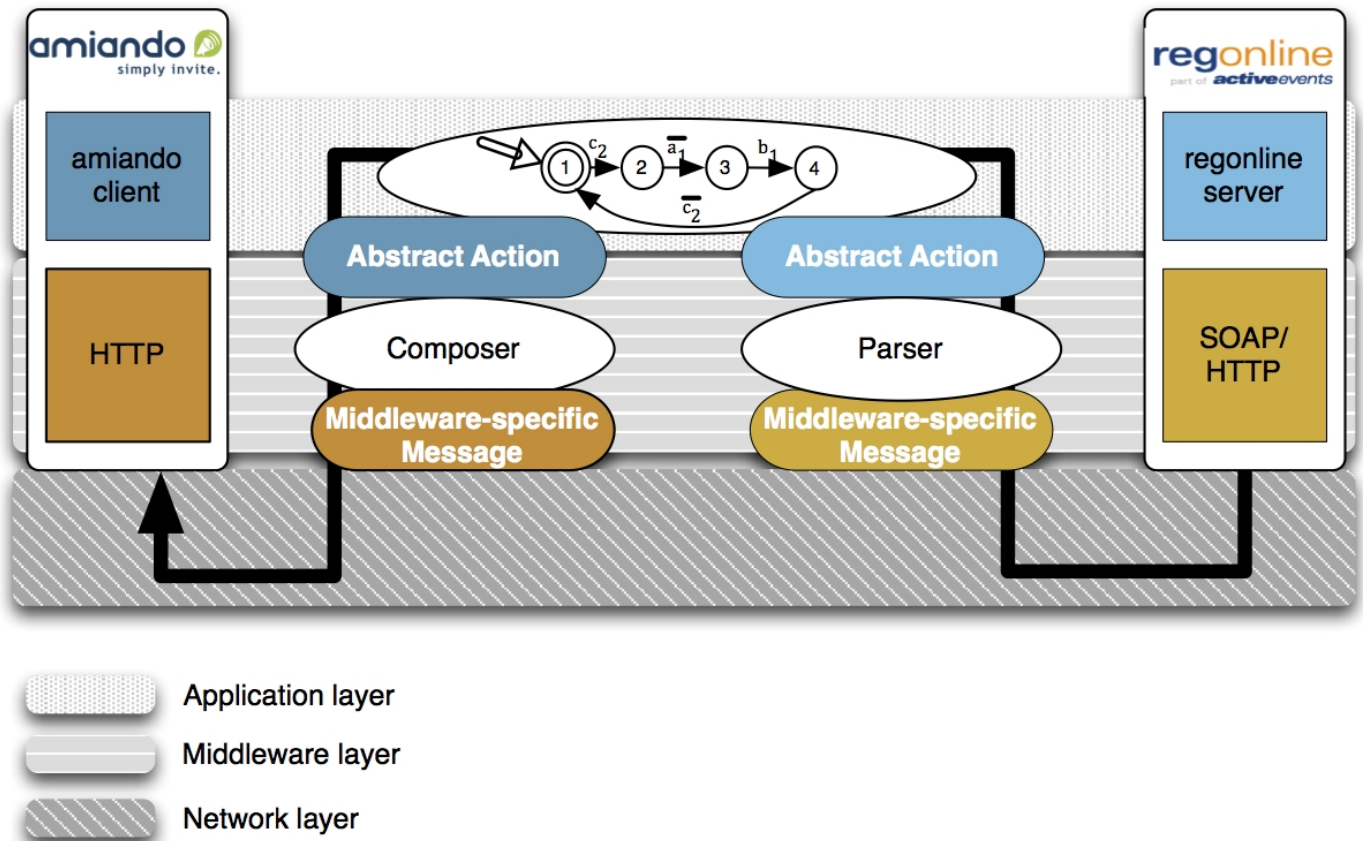 amiando
simply invite.
regonline
part of activeevents
amiando
client
HTTP
1
c₂
2
a̅₁
3
b₁
4
c̅₂
Abstract Action
Composer
Middleware-specific
Message
Abstract Action
Parser
Middleware-specific
Message
regonline
server
SOAP/
HTTP
Application layer
Middleware layer
Network layer